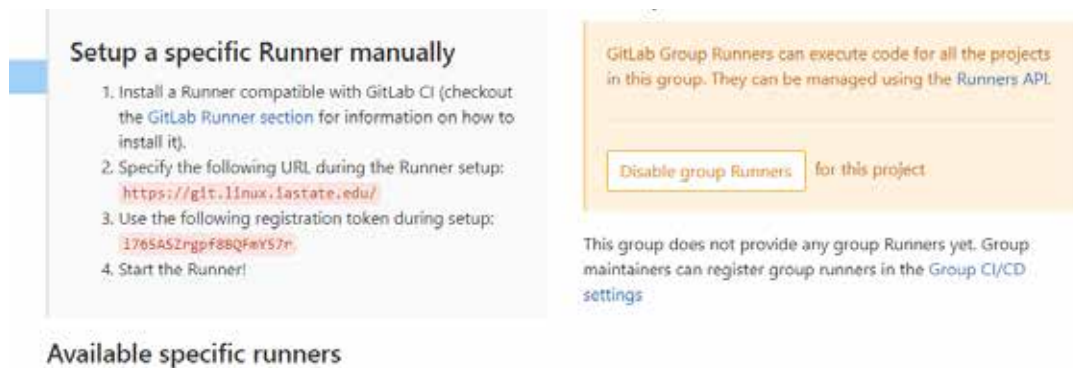 Setup a specific Runner manually
1. Install a Runner compatible with GitLab CI (checkout
the GitLab Runner section for information on how to
install it).
2. Specify the following URL during the Runner setup:
https://git.linux.iastate.edu/
3. Use the following registration token during setup:
4. Start the Runner!
GitLab Group Runners can execute code for all the projects
in this group. They can be managed using the Runners API.
Disable group Runners for this project
This group does not provide any group Runners yet. Group
maintainers can register group runners in the Group CI/CD
settings
Available specific runners